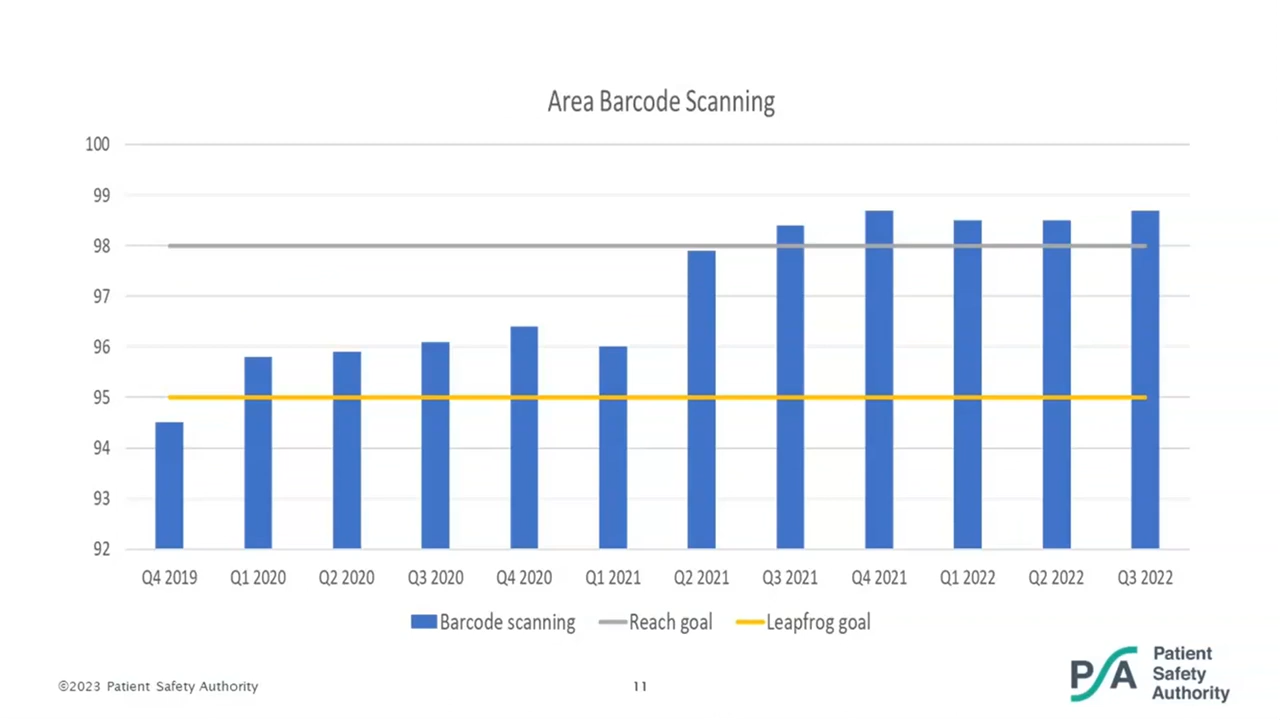 Area Barcode Scanning
100
99
98
97
96
95
94
93
92
Q4 2019 Q1 2020 Q2 2020 Q3 2020 Q4 2020 Q1 2021 Q2 2021 Q3 2021 Q4 2021 Q1 2022 Q2 2022 Q3 2022
Barcode scanning Reach goal Leapfrog goal
©2023 Patient Safety Authority
11
PSA
Patient
Safety
Authority